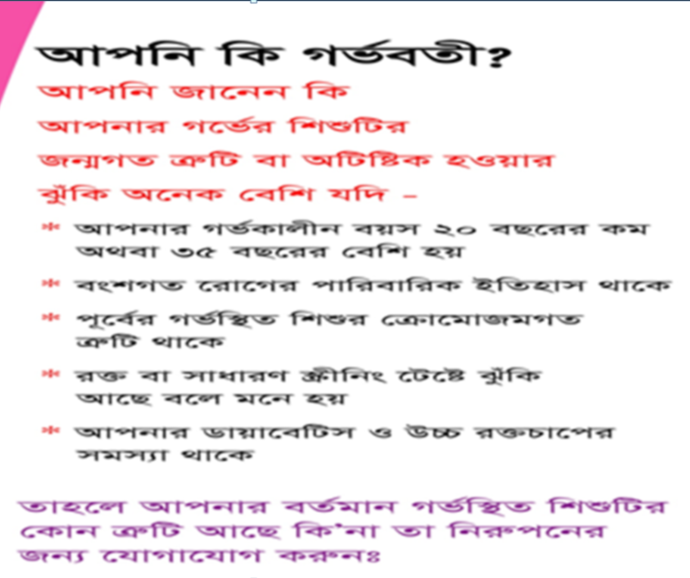 আপনি কি গর্ভবতী?
আপনি জানেন কি
আপনার গর্ভের শিশুটির
জন্মগত ত্রুটি বা অটিষ্টিক হওয়ার
ঝুঁকি অনেক বেশি যদি –
* আপনার গর্ভকালীন বয়স ২০ বছরের কম
অথবা ৩৫ বছরের বেশি হয়
* বংশগত রোগের পারিবারিক ইতিহাস থাকে
* পূর্বের গর্ভস্থিত শিশুর ক্রোমোজমগত
ত্রুটি থাকে
* রক্ত বা সাধারণ স্ক্রীনিং টেষ্টে ঝুঁকি
আছে বলে মনে হয়
* আপনার ডায়াবেটিস ও উচ্চ রক্তচাপের
সমস্যা থাকে
তাহলে আপনার বর্তমান গর্ভস্থিত শিশুটির
কোন ত্রুটি আছে কি'না তা নিরুপনের
জন্য যোগাযোগ করুনঃ